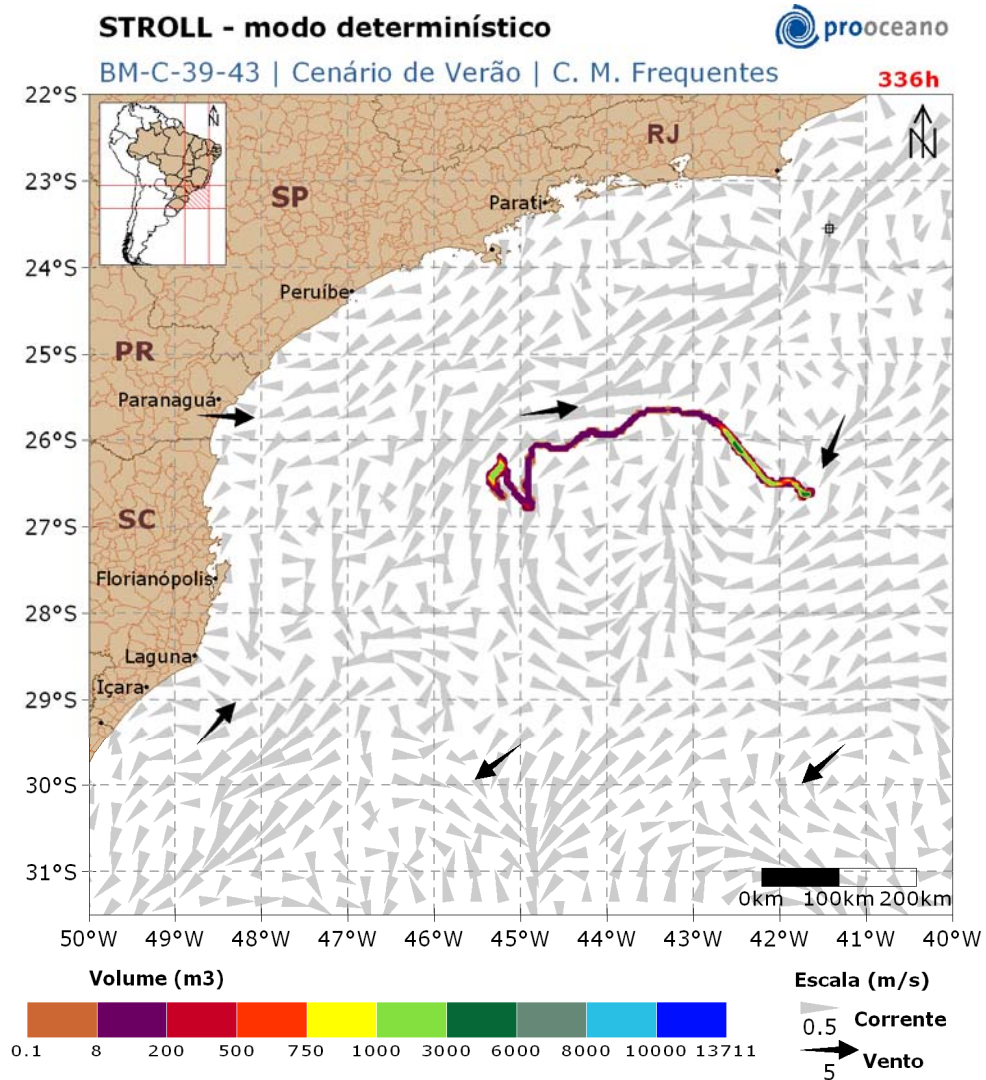 STROLL - modo determinístico
prooceano
BM-C-39-43 | Cenário de Verão | C. M. Frequentes
336h
22°S
N
N
RJ
23°S
SP
Parati
24°S
Peruíbe
25°S
PR
Paranaguá
26°S
27°S
SC
Florianópolis
28°S
Laguna
Içara
29°S
30°S
31°S
0km 100km 200km
50°W 49°W 48°W 47°W 46°W 45°W 44°W 43°W 42°W 41°W 40°W
Volume (m3)
Escala (m/s)
0.5 Corrente
0.1 8 200 500 750 1000 3000 6000 8000 10000 13711
Vento
5